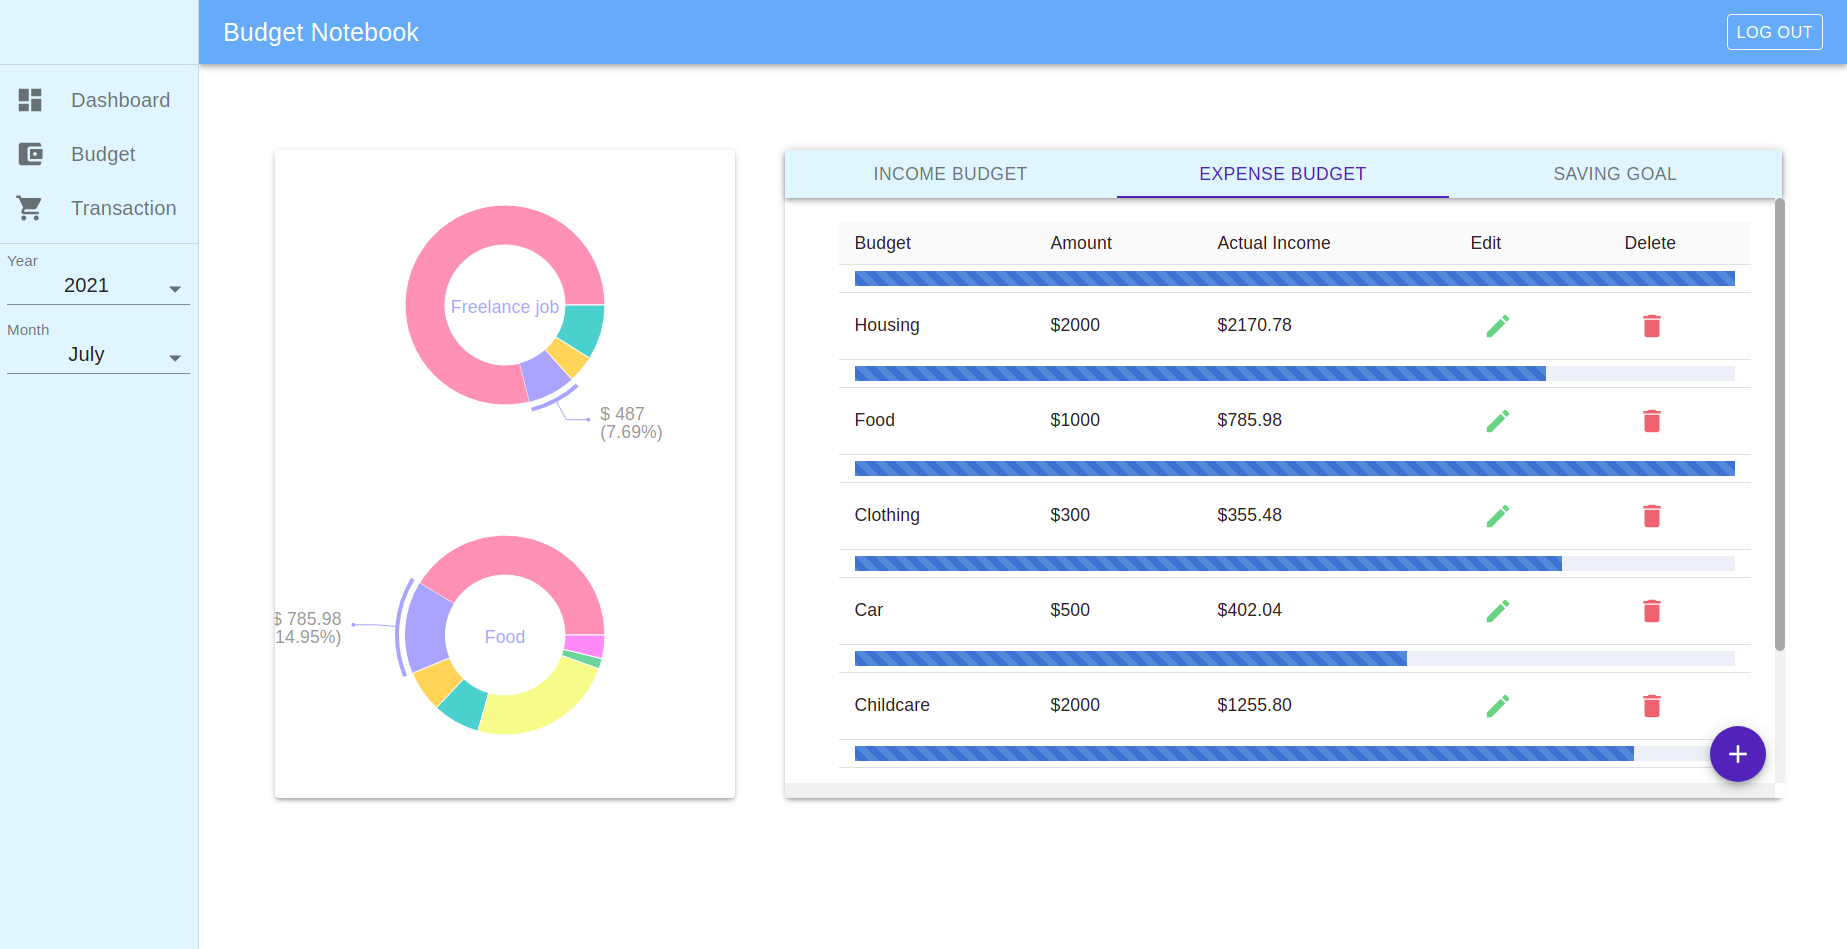 Budget Notebook
LOG OUT
Dashboard
Budget
Transaction
Year
2021
Month
July
Freelance job
$ 487
(7.69%)
$ 785.98
14.95%)
Food
INCOME BUDGET EXPENSE BUDGET SAVING GOAL
Budget Amount Actual Income Edit Delete
Housing $2000 $2170.78
Food $1000 $785.98
Clothing $300 $355.48
Car $500 $402.04
Childcare $2000 $1255.80